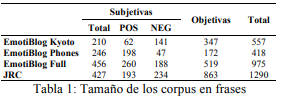 Subjetivas Objetivas Total
Total POS NEG
EmotiBlog Kyoto 210 62 141 347 557
EmotiBlog Phones 246 198 47 172 418
EmotiBlog Full 456 260 188 519 975
JRC 427 193 234 863 1290
Tabla 1: Tamaño de los corpus en frases